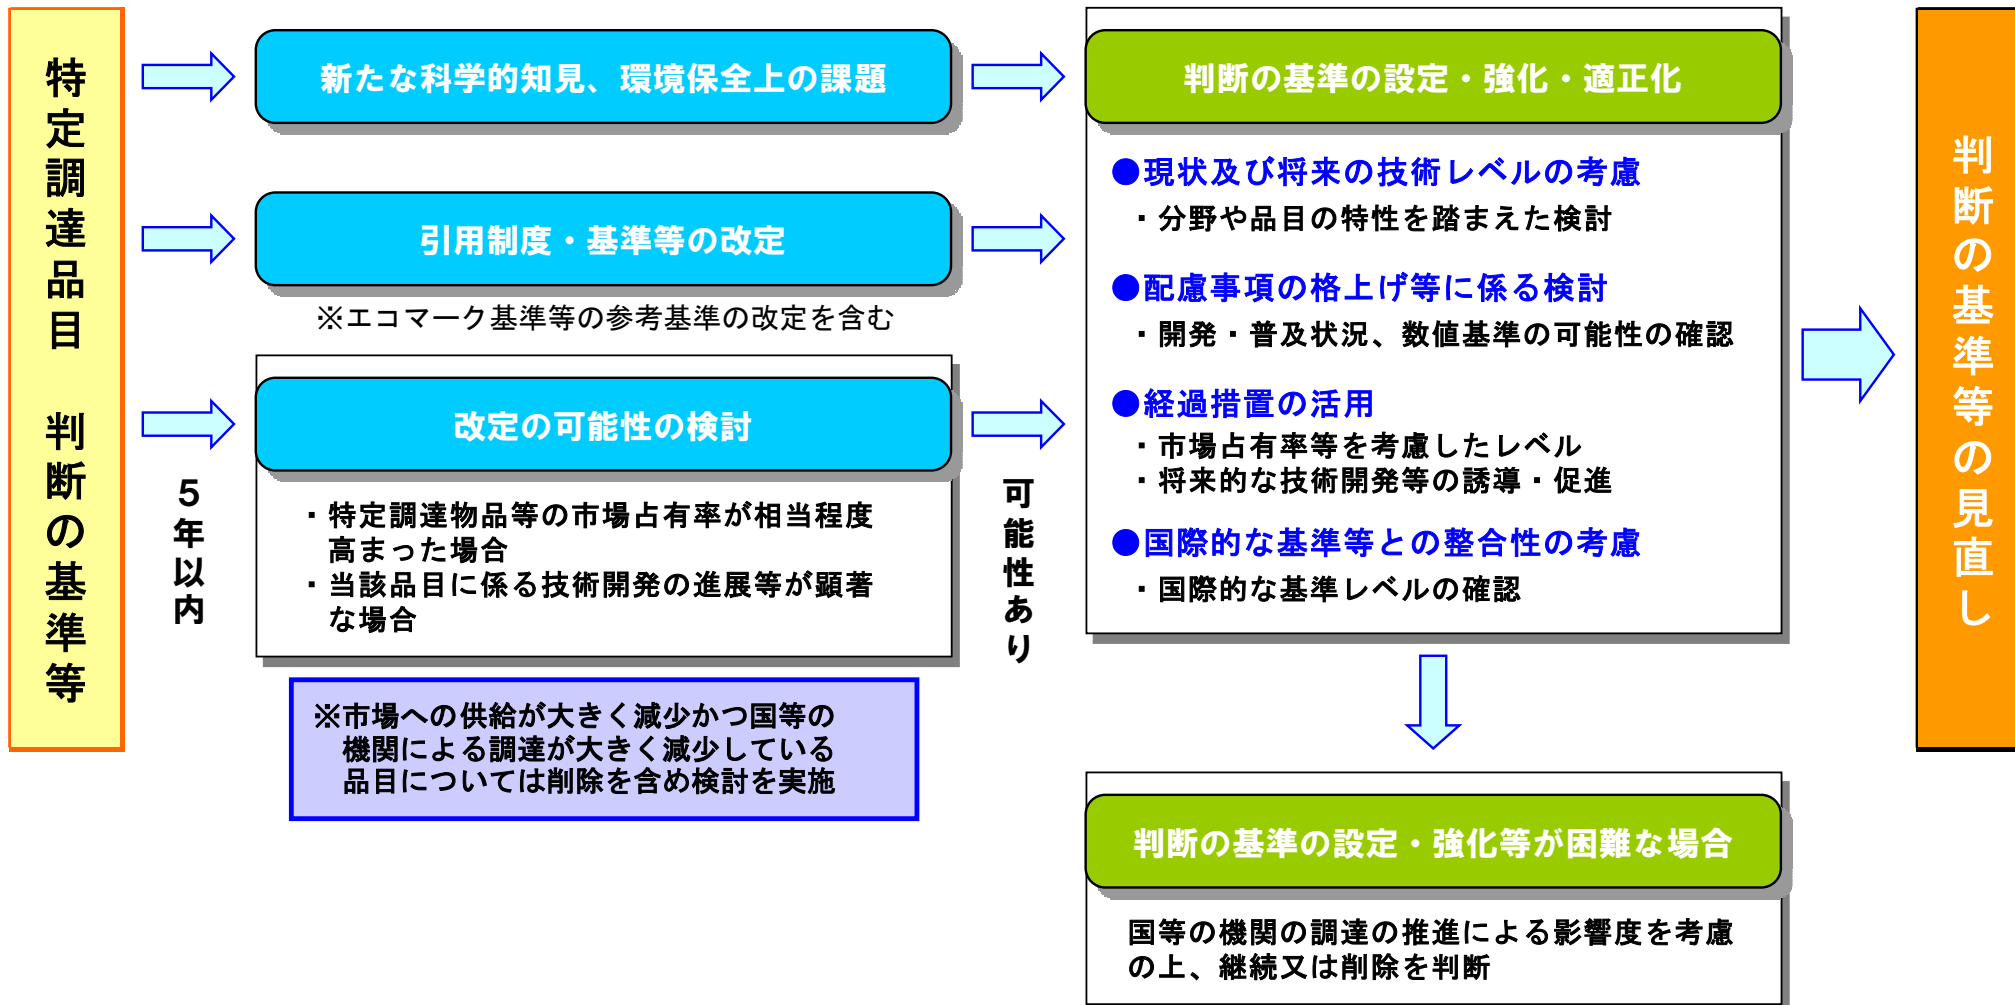 特定調達品目 判断の基準等
新たな科学的知見、環境保全上の課題
引用制度・基準等の改定
※エコマーク基準等の参考基準の改定を含む
5年以内
改定の可能性の検討
・特定調達物品等の市場占有率が相当程度
高まった場合
・当該品目に係る技術開発の進展等が顕著
な場合
※市場への供給が大きく減少かつ国等の
機関による調達が大きく減少している
品目については削除を含め検討を実施
可能性あり
判断の基準の設定・強化・適正化
●現状及び将来の技術レベルの考慮
・分野や品目の特性を踏まえた検討
●配慮事項の格上げ等に係る検討
・開発・普及状況、数値基準の可能性の確認
●経過措置の活用
・市場占有率等を考慮したレベル
・将来的な技術開発等の誘導・促進
●国際的な基準等との整合性の考慮
・国際的な基準レベルの確認
判断の基準の設定・強化等が困難な場合
国等の機関の調達の推進による影響度を考慮
の上、継続又は削除を判断
判断の基準等の見直し